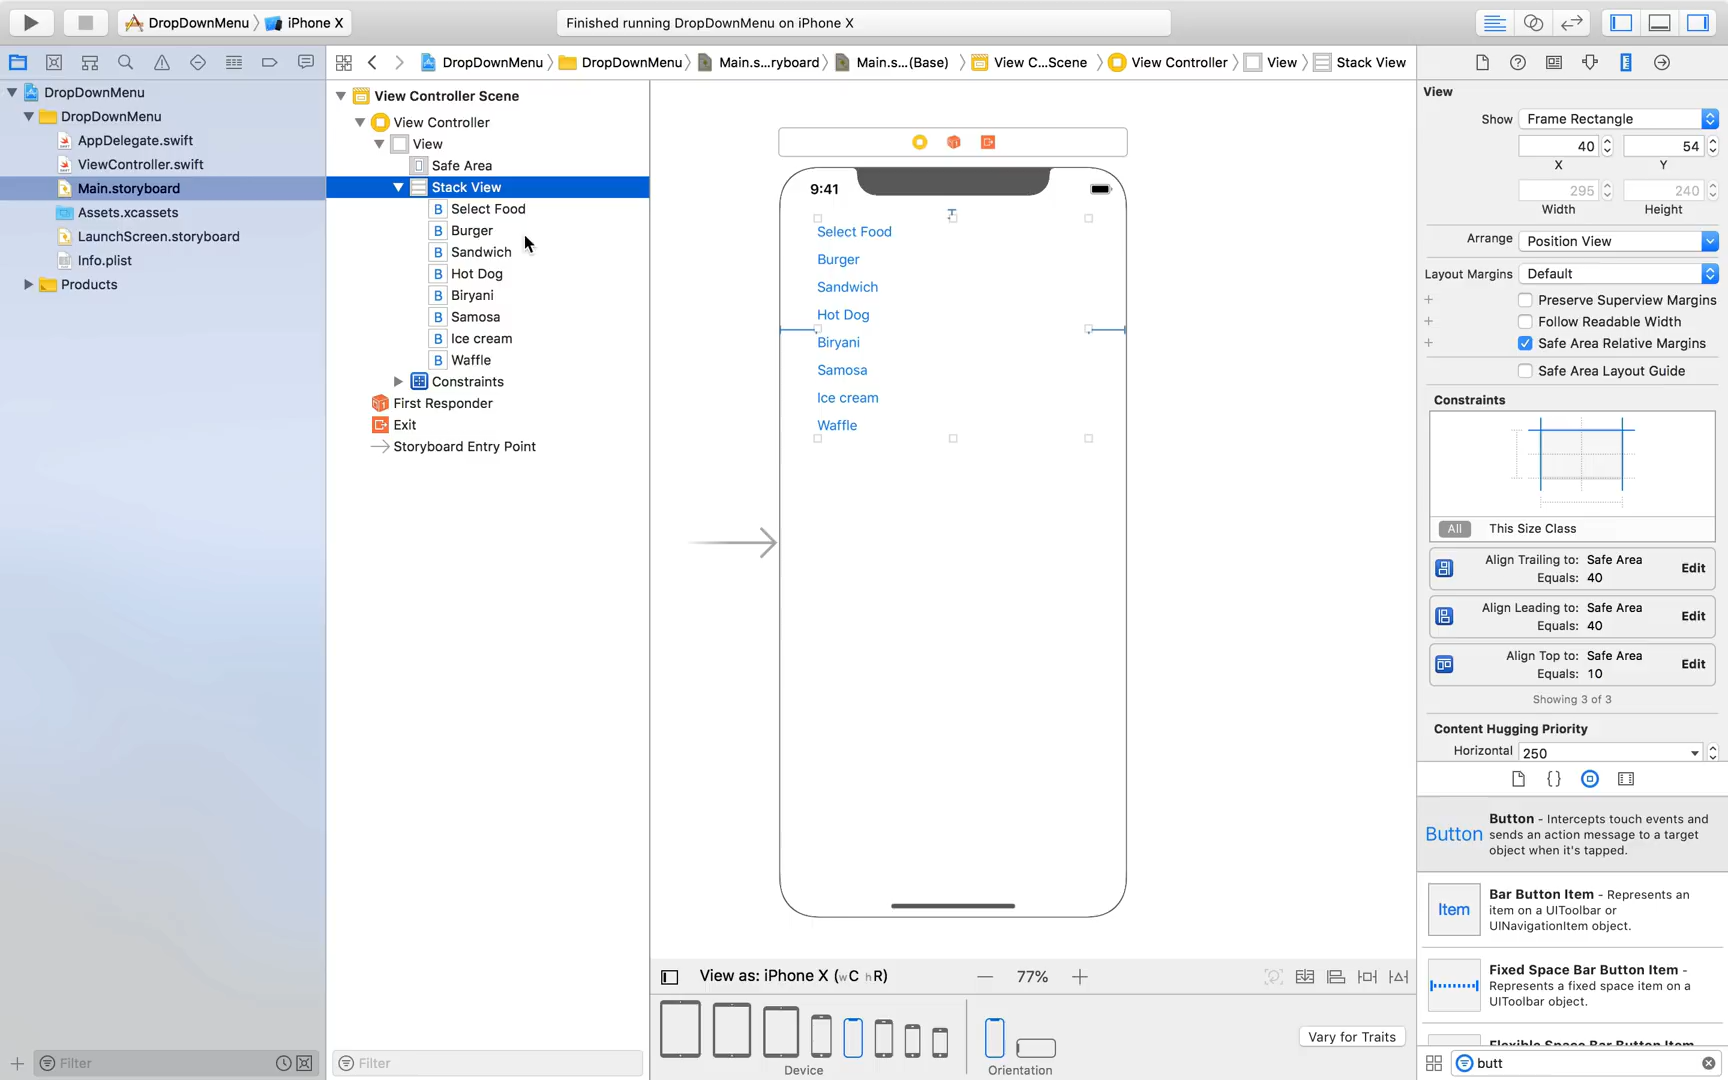 DropDownMenu
iPhone X
Finished running DropDownMenu on iPhone X
DropDownMenu
DropDownMenu
AppDelegate.swift
ViewController.swift
Main.storyboard
Assets.xcassets
LaunchScreen.storyboard
Info.plist
Products
Filter
DropDownMenu
DropDownMenu
Main.s...ryboard
Main.s...(Base)
View C...Scene
View Controller
View
Stack View
View Controller Scene
View Controller
View
Safe Area
Stack View
B Select Food
B Burger
B Sandwich
B Hot Dog
B Biryani
B Samosa
B Ice cream
B Waffle
Constraints
First Responder
Exit
Storyboard Entry Point
Filter
9:41
Select Food
Burger
Sandwich
Hot Dog
Biryani
Samosa
Ice cream
Waffle
View as: iPhone X (wC hR)
77%
Device
Orientation
Vary for Traits
View
Show Frame Rectangle
40 54
X Y
295 240
Width Height
Arrange Position View
Layout Margins Default
Preserve Superview Margins
Follow Readable Width
Safe Area Relative Margins
Safe Area Layout Guide
Constraints
All This Size Class
Align Trailing to: Safe Area
Equals: 40
Edit
Align Leading to: Safe Area
Equals: 40
Edit
Align Top to: Safe Area
Equals: 10
Edit
Showing 3 of 3
Content Hugging Priority
Horizontal 250
Button
Button - Intercepts touch events and
sends an action message to a target
object when it's tapped.
Item
Bar Button Item - Represents an
item on a UIToolbar or
UINavigationItem object.
Fixed Space Bar Button Item -
Represents a fixed space item on a
UIToolbar object.
Flexible Space Bar Button Item
butt